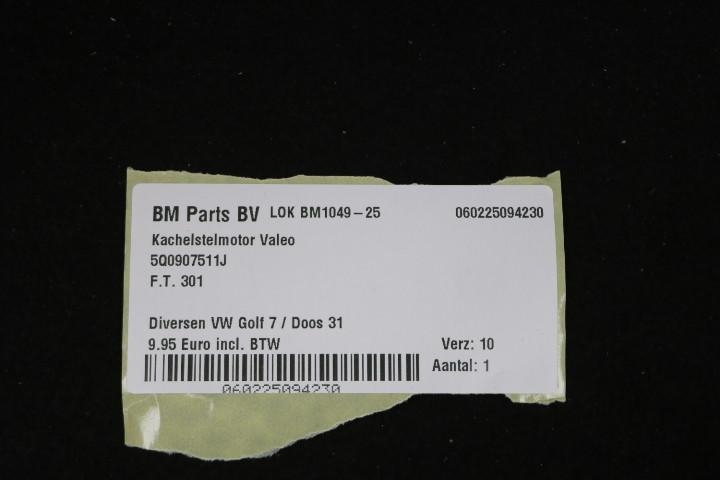 BM Parts BV LOK BM1049-25 060225094230
Kachelstelmotor Valeo
5Q0907511J
F.T. 301
Diversen VW Golf 7 / Doos 31
9.95 Euro incl. BTW Verz: 10
Aantal: 1
060225094230